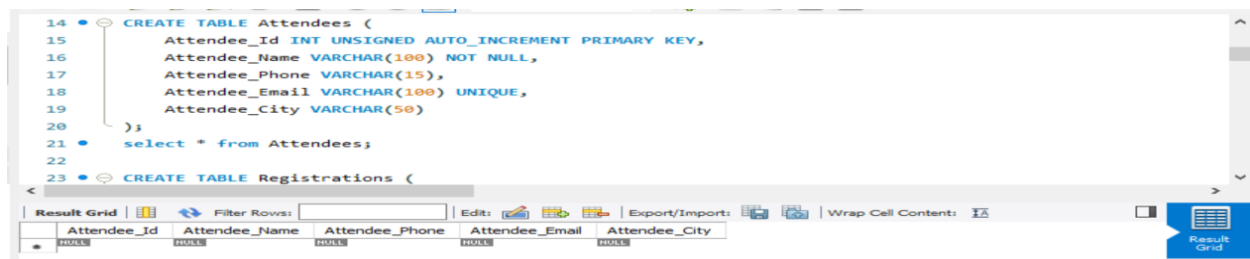 14 CREATE TABLE Attendees (
15 Attendee_Id INT UNSIGNED AUTO_INCREMENT PRIMARY KEY,
16 Attendee_Name VARCHAR(100) NOT NULL,
17 Attendee_Phone VARCHAR(15),
18 Attendee_Email VARCHAR(100) UNIQUE,
19 Attendee_City VARCHAR(50)
20 );
21 select * from Attendees;
22
23 CREATE TABLE Registrations (
Result Grid Filter Rows: Edit: Export/Import: Wrap Cell Content: IA
Attendee_Id Attendee_Name Attendee_Phone Attendee_Email Attendee_City
* NULL NULL NULL NULL NULL
Result
Grid